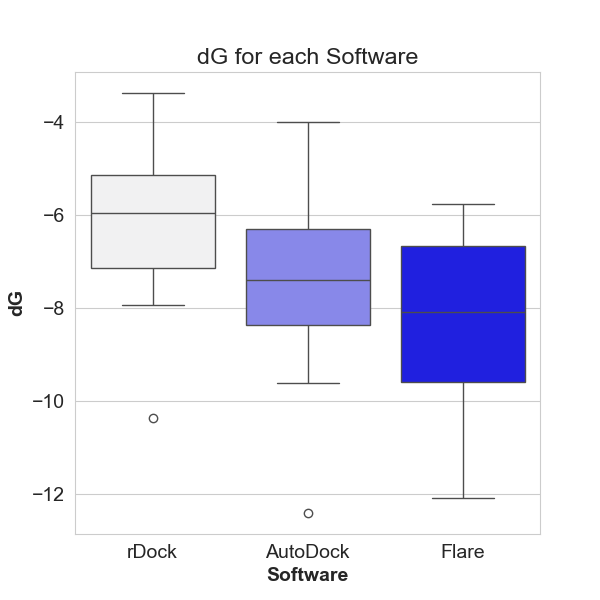 dG for each Software
−4
−6
−8
−10
−12
dG
rDock AutoDock Flare
Software